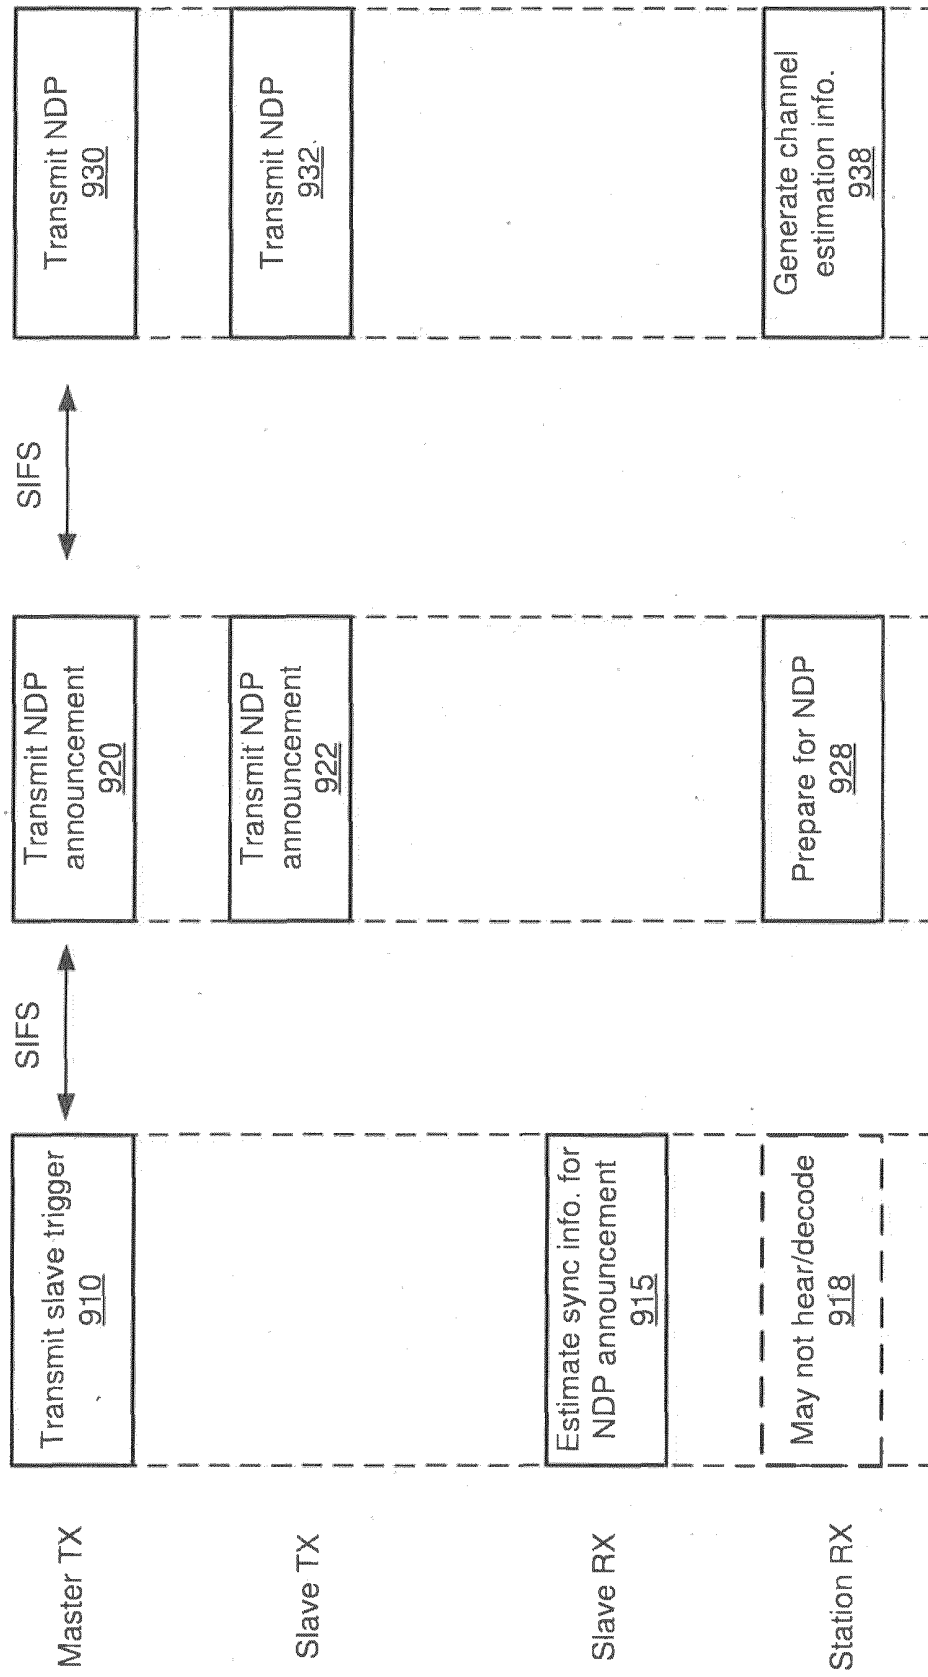 Master TX
Transmit slave trigger
910
SIFS
Transmit NDP
announcement
920
SIFS
Transmit NDP
930
Slave TX
Transmit NDP
announcement
922
Transmit NDP
932
Slave RX
Estimate sync info. for
NDP announcement
915
Station RX
May not hear/decode
918
Prepare for NDP
928
Generate channel
estimation info.
938